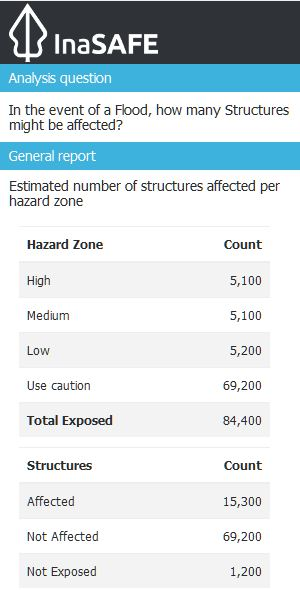 InaSAFE
Analysis question
In the event of a Flood, how many Structures
might be affected?
General report
Estimated number of structures affected per
hazard zone
Hazard Zone Count
High 5,100
Medium 5,100
Low 5,200
Use caution 69,200
Total Exposed 84,400
Structures Count
Affected 15,300
Not Affected 69,200
Not Exposed 1,200